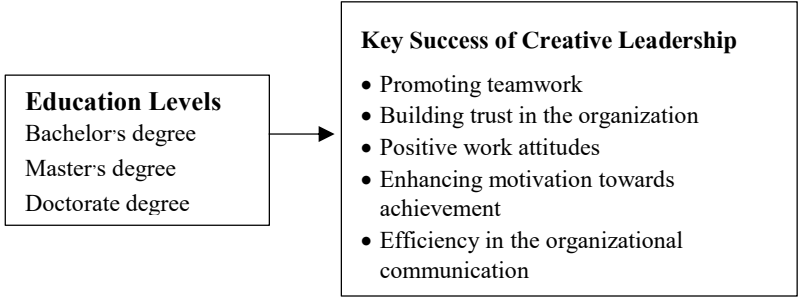 Education Levels
Bachelor's degree
Master's degree
Doctorate degree
Key Success of Creative Leadership
• Promoting teamwork
• Building trust in the organization
• Positive work attitudes
• Enhancing motivation towards
achievement
• Efficiency in the organizational
communication